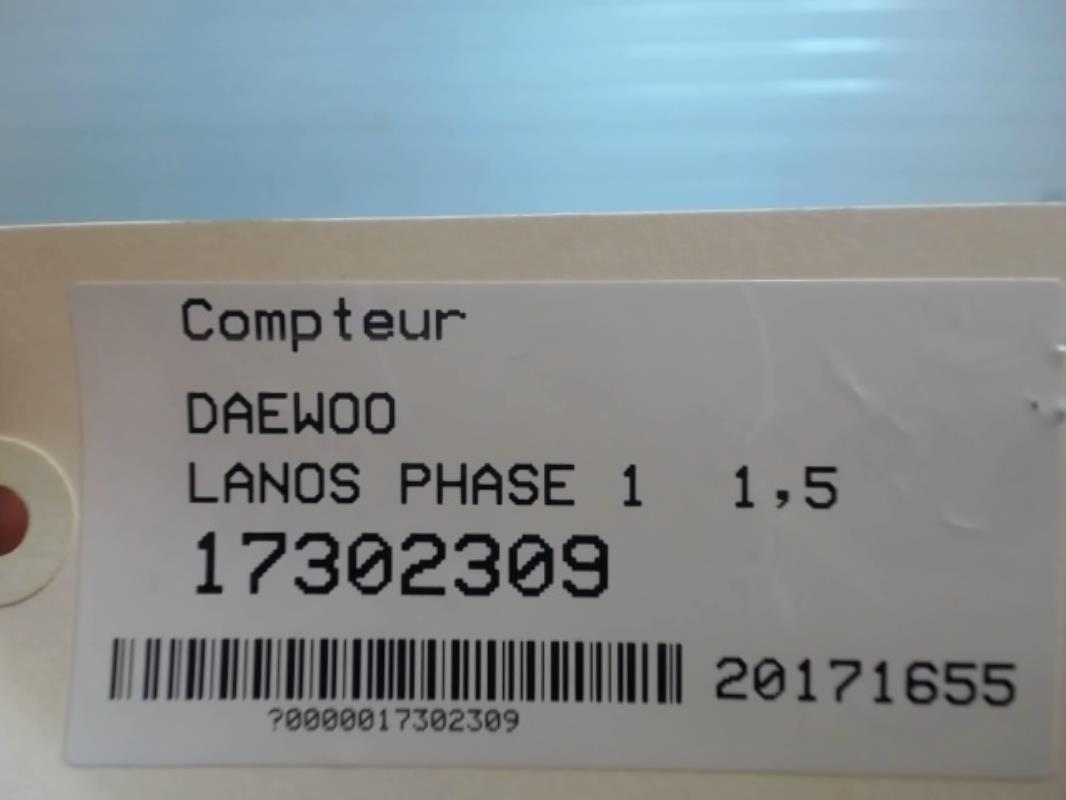 Compteur
DAEWOO
LANOS PHASE 1 1,5
17302309
20171655
?0000017302309